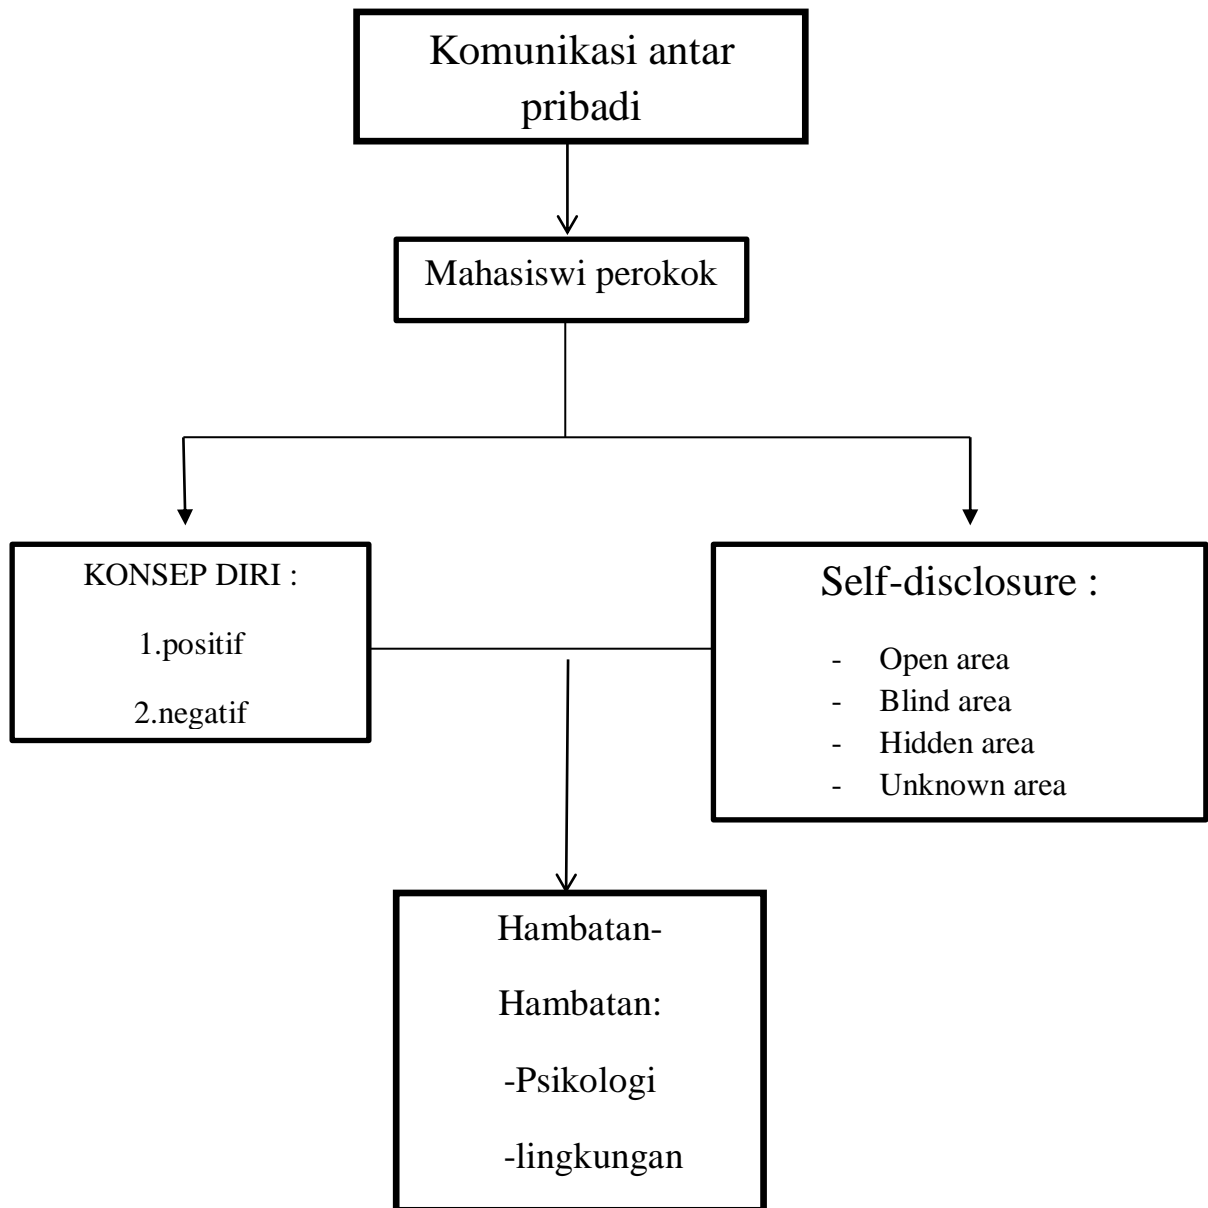 Komunikasi antar
pribadi
Mahasiswi perokok
KONSEP DIRI :
1.positif
2.negatif
Self-disclosure :
- Open area
- Blind area
- Hidden area
- Unknown area
Hambatan-
Hambatan:
-Psikologi
-lingkungan